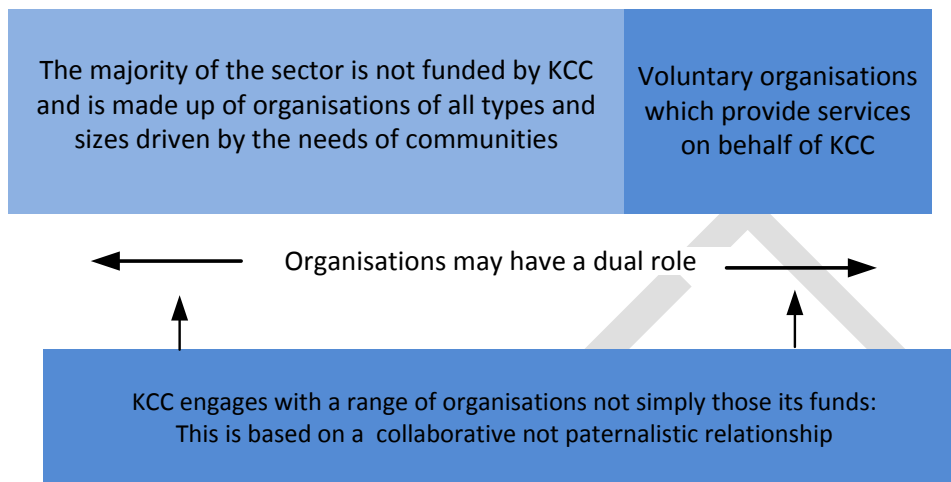 The majority of the sector is not funded by KCC
and is made up of organisations of all types and
sizes driven by the needs of communities
Voluntary organisations
which provide services
on behalf of KCC
Organisations may have a dual role
KCC engages with a range of organisations not simply those its funds:
This is based on a  collaborative not paternalistic relationship